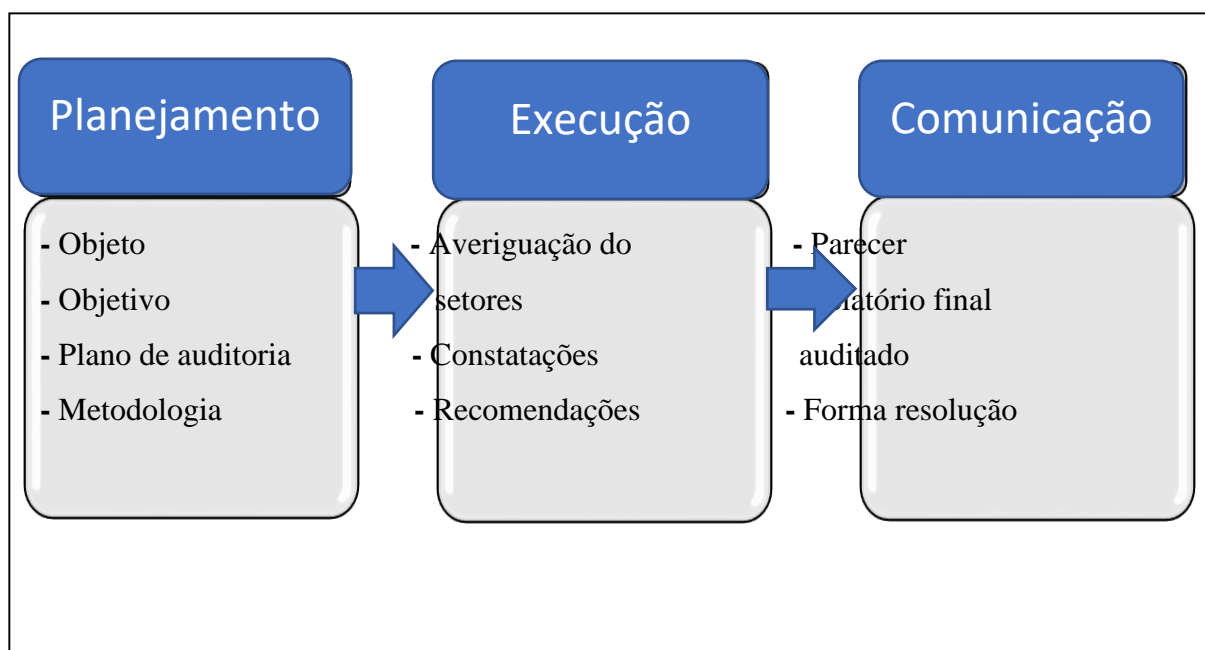 Planejamento
- Objeto
- Objetivo
- Plano de auditoria
- Metodologia
Execução
- Averiguação do
setores
- Constatações
- Recomendações
Comunicação
- Parecer
final
auditado
- Forma resolução